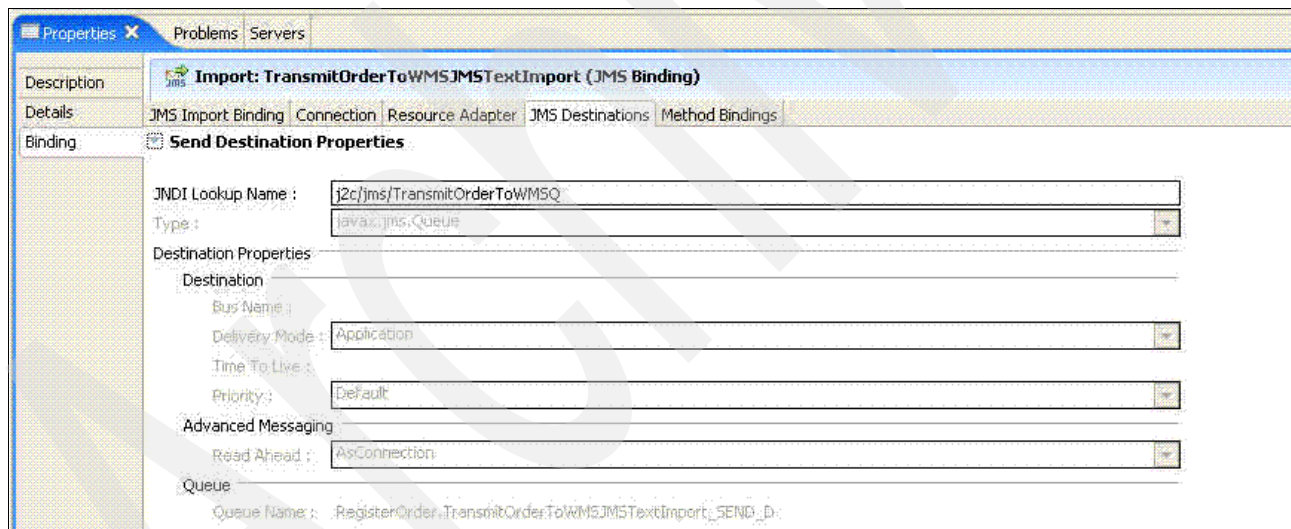 Properties Problems Servers
Description
Details
Binding
JMS Import: TransmitOrderToWMSJMSTextImport (JMS Binding)
JMS Import Binding Connection Resource Adapter JMS Destinations Method Bindings
Send Destination Properties
JNDI Lookup Name : j2c/jms/TransmitOrderToWMSQ
Type : javax.jms.Queue
Destination Properties
Destination
Bus Name :
Delivery Mode : Application
Time To Live :
Priority : Default
Advanced Messaging
Read Ahead : AsConnection
Queue
Queue Name : RegisterOrder.TransmitOrderToWMSJMSTextImport_SEND_D